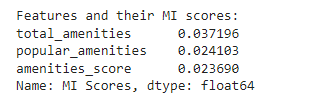 Features and their MI scores:
total_amenities      0.037196
popular_amenities    0.024103
amenities_score      0.023690
Name: MI Scores, dtype: float64